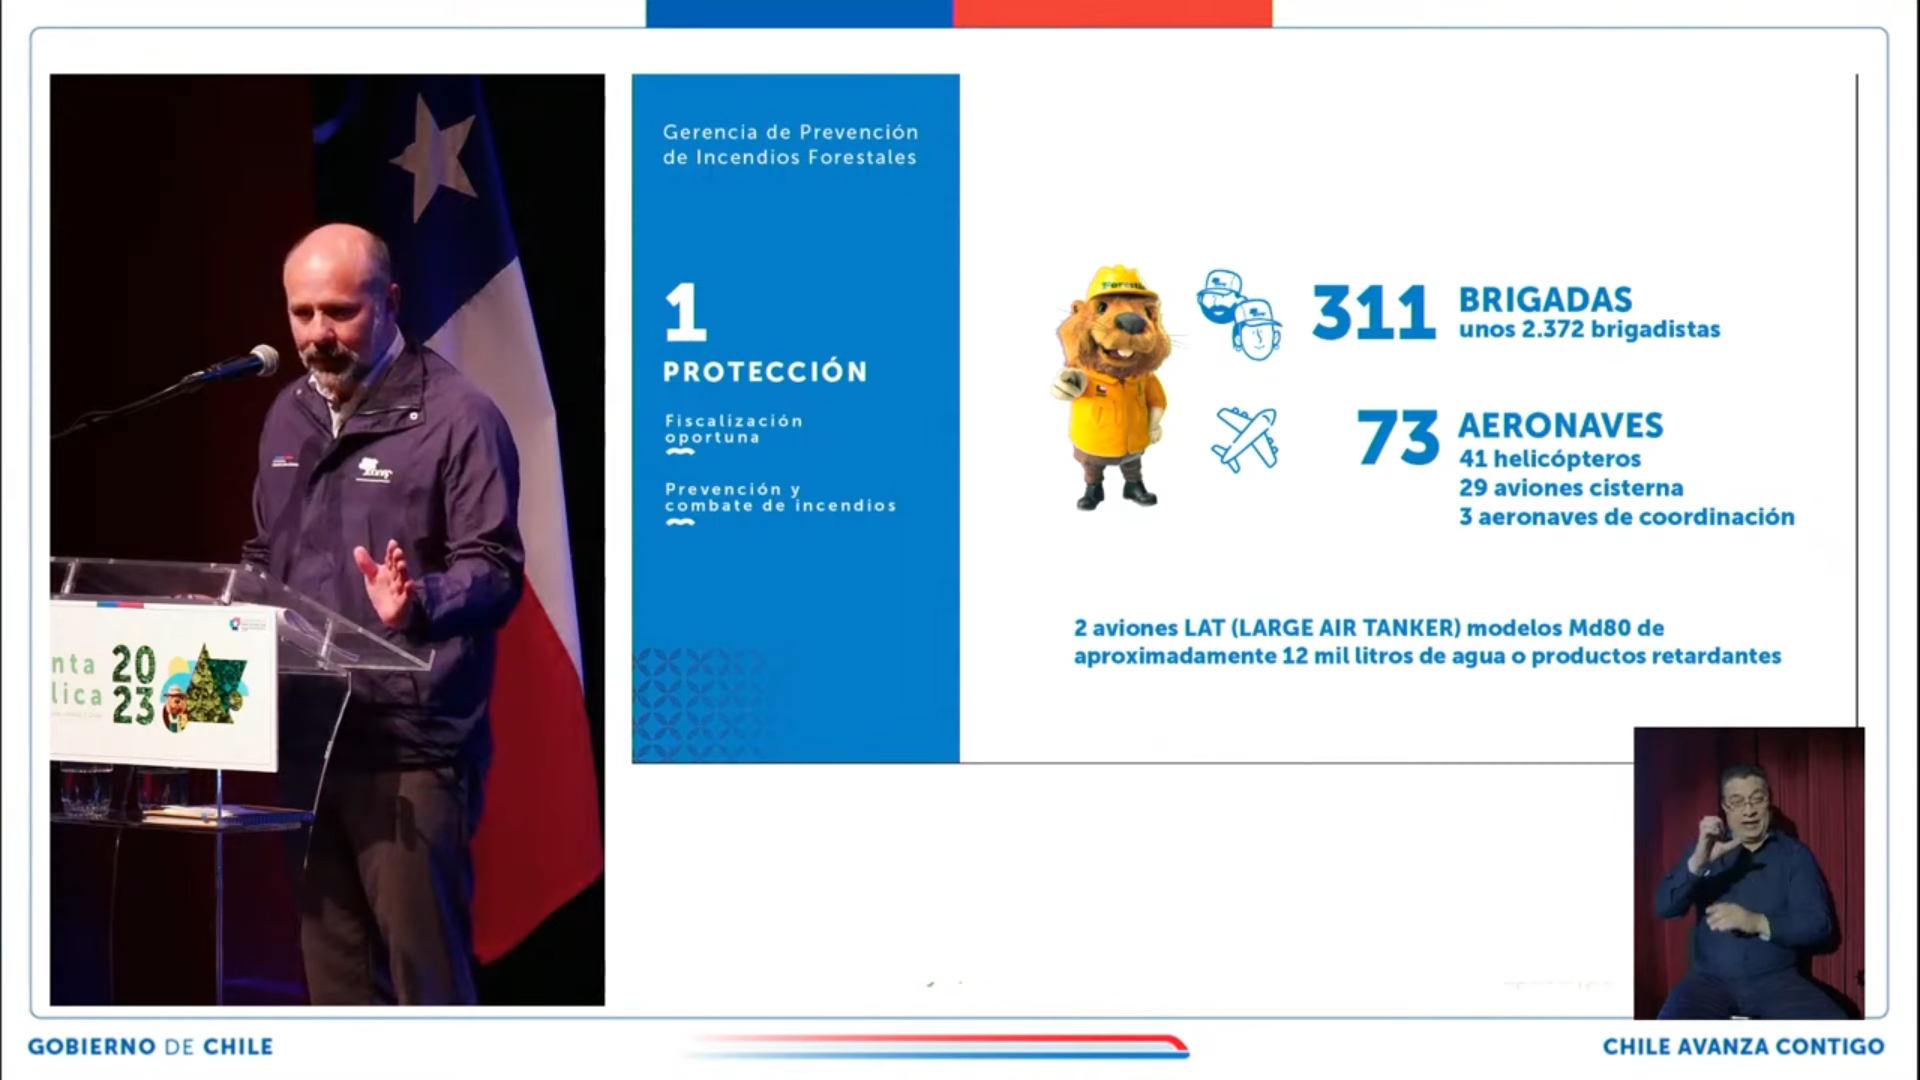 Gerencia de Prevención
de Incendios Forestales
1
PROTECCIÓN
Fiscalización
oportuna
Prevención y
combate de incendios
311 BRIGADAS
unos 2.372 brigadistas
73 AERONAVES
41 helicópteros
29 aviones cisterna
3 aeronaves de coordinación
2 aviones LAT (LARGE AIR TANKER) modelos Md80 de
aproximadamente 12 mil litros de agua o productos retardantes
nta
lica
20
23
GOBIERNO DE CHILE
CHILE AVANZA CONTIGO